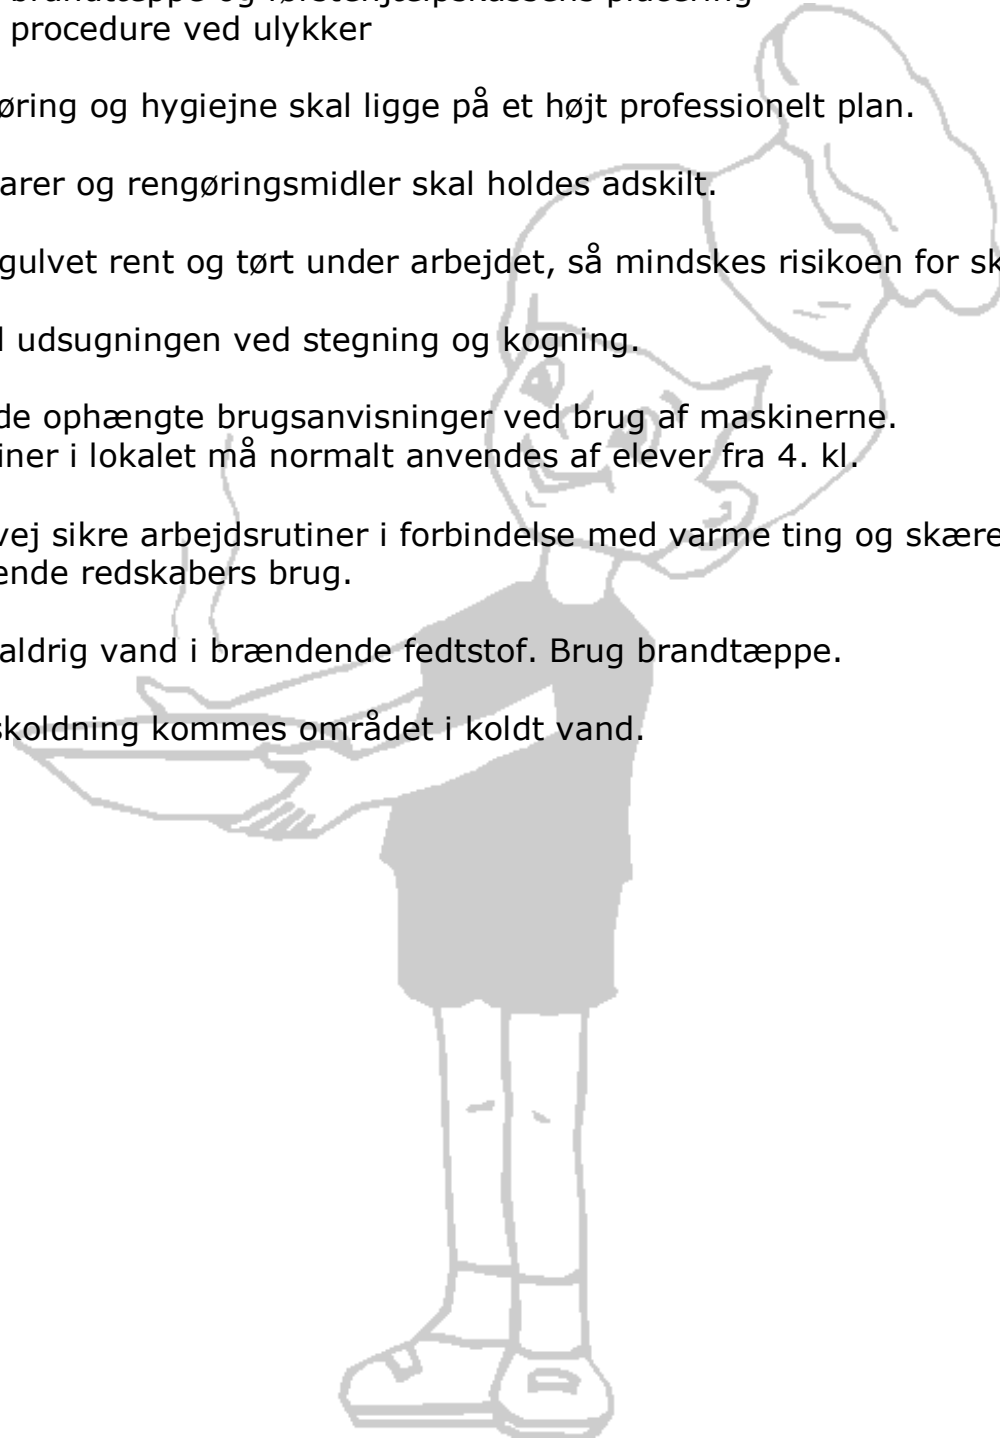 procedure ved ulykker
øring og hygiejne skal ligge på et højt professionelt plan.
arer og rengøringsmidler skal holdes adskilt.
gulvet rent og tørt under arbejdet, så mindskes risikoen for sk
udsugningen ved stegning og kogning.
de ophængte brugsanvisninger ved brug af maskinerne.
iner i lokalet må normalt anvendes af elever fra 4. kl.
vej sikre arbejdsrutiner i forbindelse med varme ting og skære
ende redskabers brug.
aldrig vand i brændende fedtstof. Brug brandtæppe.
skoldning kommes området i koldt vand.